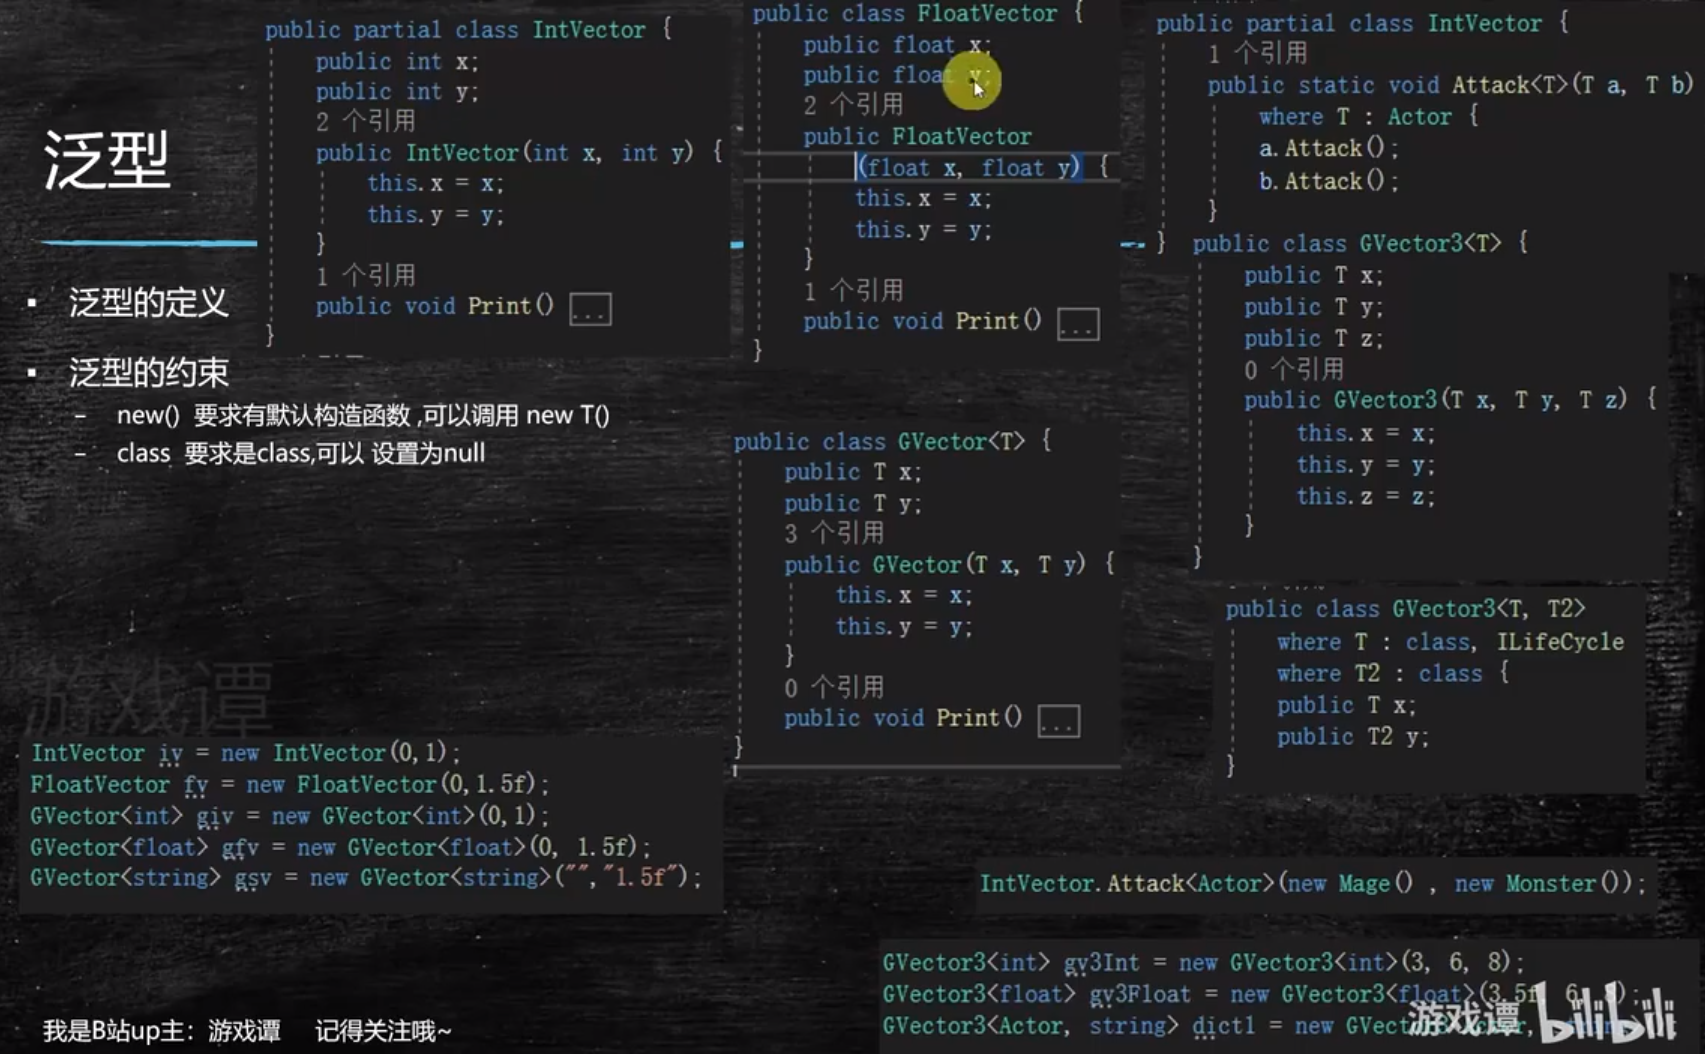 泛型
▪ 泛型的定义
▪ 泛型的约束
– new() 要求有默认构造函数 ,可以调用 new T()
– class 要求是class,可以 设置为null
public partial class IntVector {
public int x;
public int y;
2 个引用
public IntVector(int x, int y) {
this.x = x;
this.y = y;
}
1 个引用
public void Print() ...
}
public class FloatVector {
public float x;
public float y;
2 个引用
public FloatVector
(float x, float y) {
this.x = x;
this.y = y;
}
1 个引用
public void Print() ...
}
public partial class IntVector {
1 个引用
public static void Attack<T>(T a, T b)
where T : Actor {
a.Attack();
b.Attack();
}
}
public class GVector3<T> {
public T x;
public T y;
public T z;
0 个引用
public GVector3(T x, T y, T z) {
this.x = x;
this.y = y;
this.z = z;
}
}
public class GVector<T> {
public T x;
public T y;
3 个引用
public GVector(T x, T y) {
this.x = x;
this.y = y;
}
0 个引用
public void Print() ...
}
public class GVector3<T, T2>
where T : class, ILifeCycle
where T2 : class {
public T x;
public T2 y;
}
游戏谭
IntVector iv = new IntVector(0,1);
FloatVector fv = new FloatVector(0,1.5f);
GVector<int> giv = new GVector<int>(0,1);
GVector<float> gfv = new GVector<float>(0, 1.5f);
GVector<string> gsv = new GVector<string>("","1.5f");
IntVector.Attack<Actor>(new Mage() , new Monster());
GVector3<int> gv3Int = new GVector3<int>(3, 6, 8);
GVector3<float> gv3Float = new GVector3<float>(3.5f, 6,
GVector3<Actor, string> dict1 = new
游戏谭 bilibili
我是B站up主：游戏谭 记得关注哦~